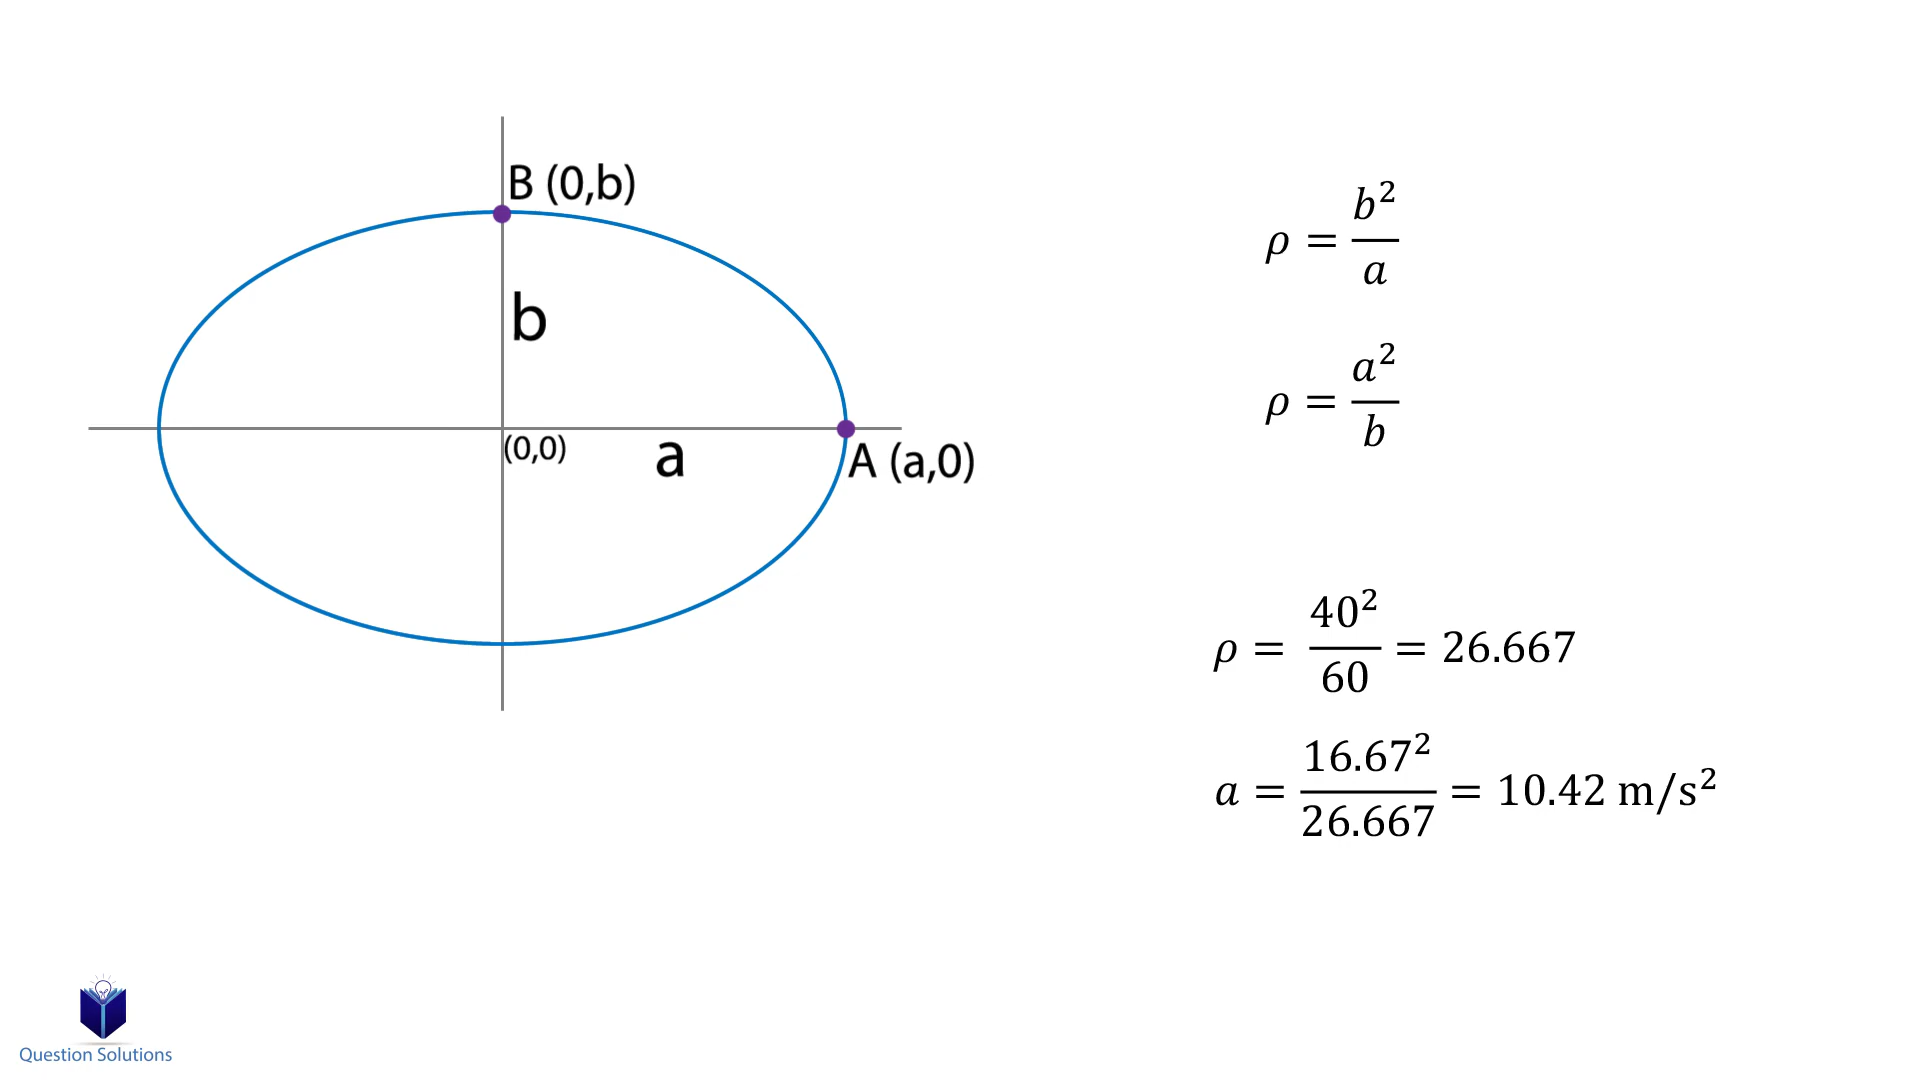 B (0,b)
b
(0,0)
a
A (a,0)
ρ = b²/a
ρ = a²/b
ρ = 40²/60 = 26.667
a = 16.67²/26.667 = 10.42 m/s²
Question Solutions